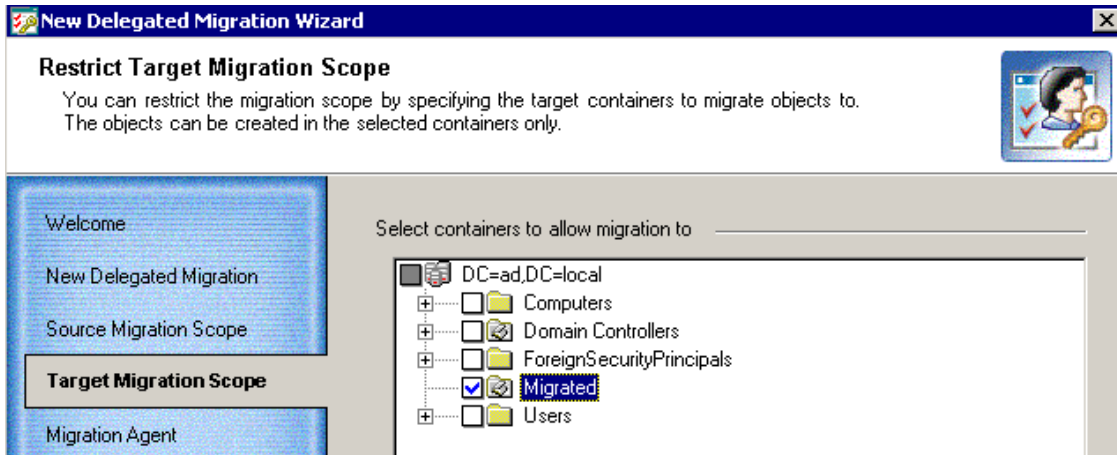 New Delegated Migration Wizard
Restrict Target Migration Scope
You can restrict the migration scope by specifying the target containers to migrate objects to.
The objects can be created in the selected containers only.
Welcome
New Delegated Migration
Source Migration Scope
Target Migration Scope
Migration Agent
Select containers to allow migration to
DC=ad,DC=local
Computers
Domain Controllers
ForeignSecurityPrincipals
Migrated
Users